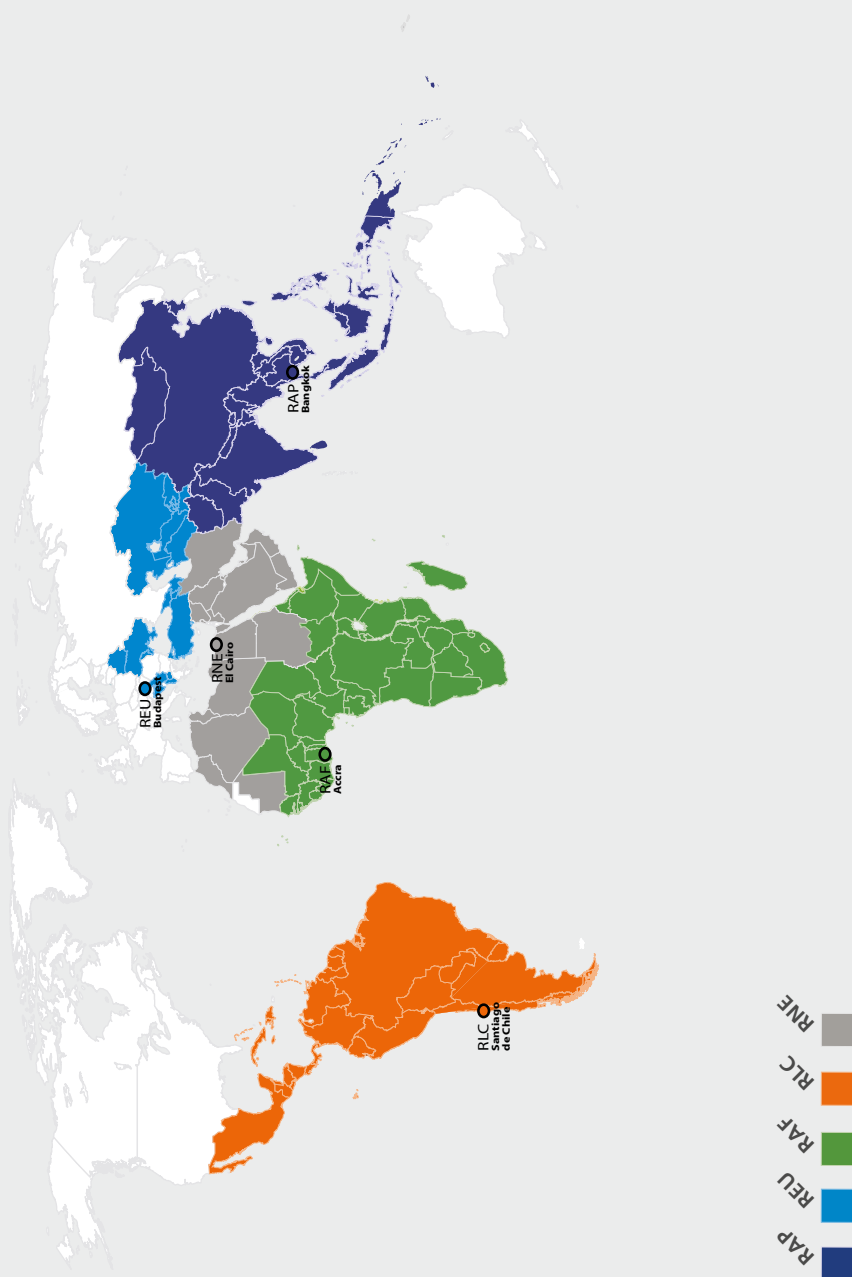 REU
Budapest
RNE
El Cairo
RAP
Bangkok
RAF
Accra
RLC
Santiago
de Chile
RAP
REU
RAF
RLC
RNE